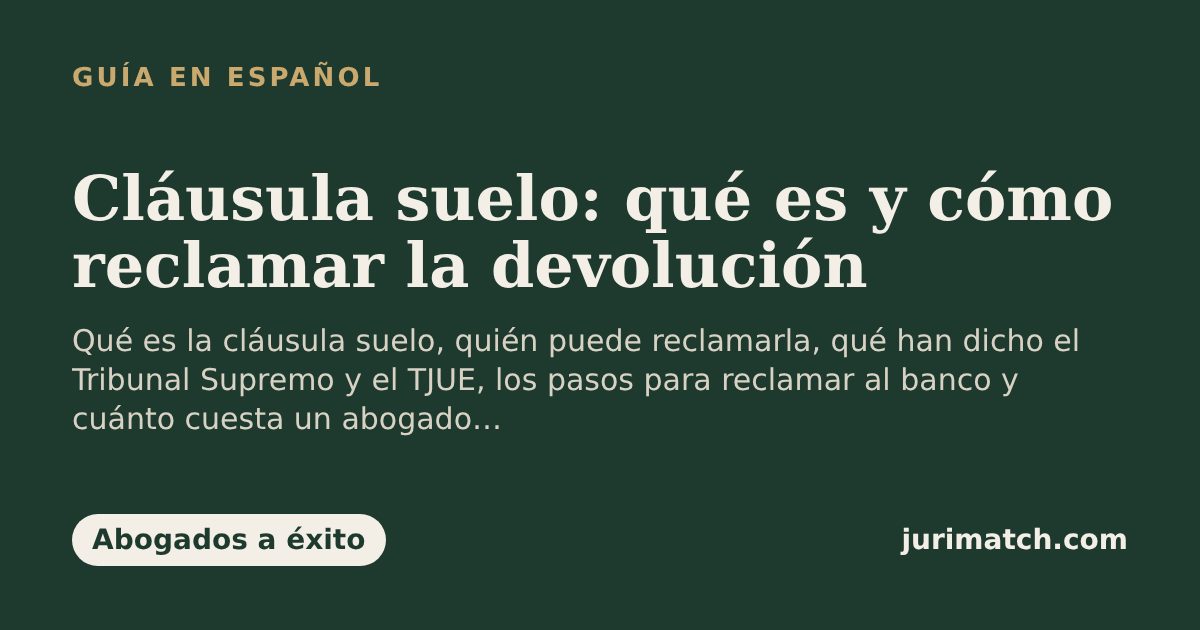 GUÍA EN ESPAÑOL
Cláusula suelo: qué es y cómo
reclamar la devolución
Qué es la cláusula suelo, quién puede reclamarla, qué han dicho el
Tribunal Supremo y el TJUE, los pasos para reclamar al banco y
cuánto cuesta un abogado…
Abogados a éxito
jurimatch.com